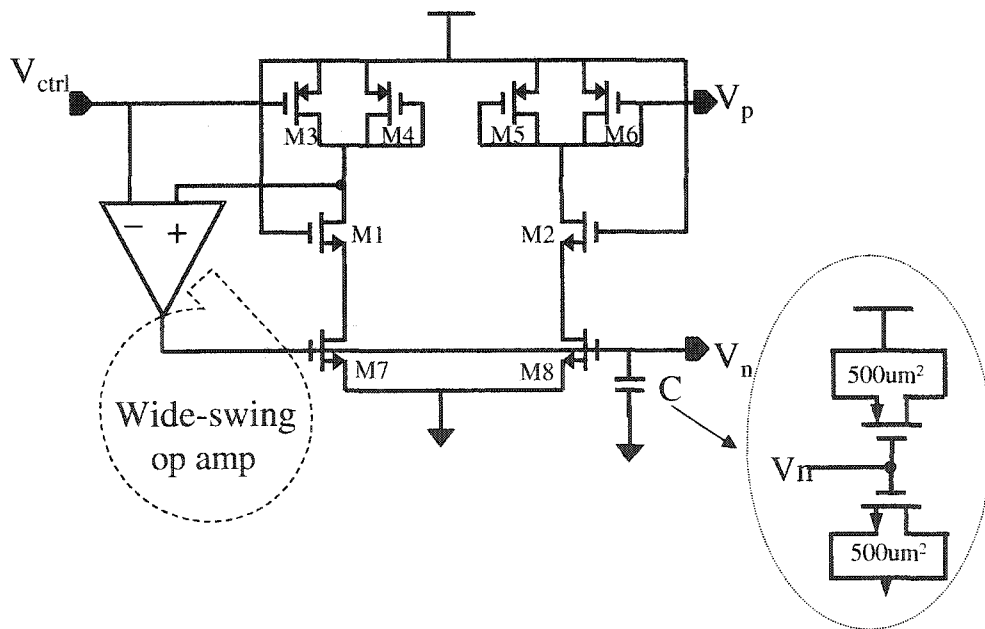 V_ctrl
M3
M4
M5
M6
V_p
− +
M1
M2
M7
M8
V_n
C
Wide-swing
op amp
500um²
Vn
500um²